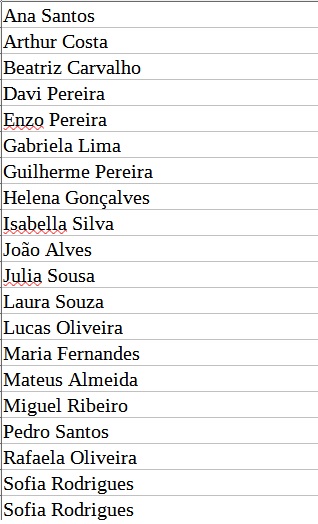 Ana Santos
Arthur Costa
Beatriz Carvalho
Davi Pereira
Enzo Pereira
Gabriela Lima
Guilherme Pereira
Helena Gonçalves
Isabella Silva
João Alves
Julia Sousa
Laura Souza
Lucas Oliveira
Maria Fernandes
Mateus Almeida
Miguel Ribeiro
Pedro Santos
Rafaela Oliveira
Sofia Rodrigues
Sofia Rodrigues